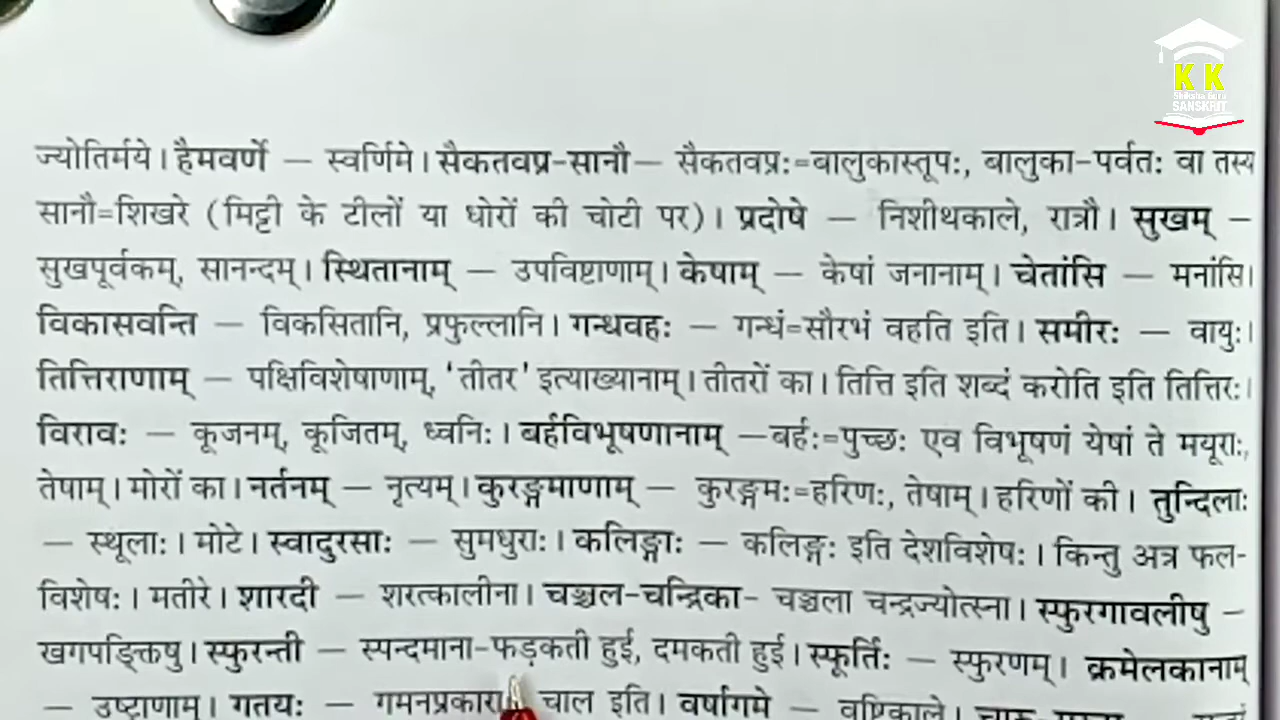 K K
Shiksha Guru
SANSKRIT
ज्योतिर्मये। हैमवर्णे — स्वर्णिमे। सैकतवप्र-सानौ— सैकतवप्रः=बालुकास्तूपः, बालुका-पर्वतः वा तस्य
सानौ=शिखरे (मिट्टी के टीलों या धोरों की चोटी पर)। प्रदोषे — निशीथकाले, रात्रौ। सुखम् —
सुखपूर्वकम्, सानन्दम्। स्थितानाम् — उपविष्टाणाम्। केषाम् — केषां जनानाम्। चेतांसि — मनांसि।
विकासवन्ति — विकसितानि, प्रफुल्लानि। गन्धवहः — गन्धं=सौरभं वहति इति। समीरः — वायुः।
तित्तिराणाम् — पक्षिविशेषाणाम्, 'तीतर' इत्याख्यानाम्। तीतरों का। तित्ति इति शब्दं करोति इति तित्तिरः।
विरावः — कूजनम्, कूजितम्, ध्वनिः। बर्हविभूषणानाम् —बर्हः=पुच्छः एव विभूषणं येषां ते मयूराः,
तेषाम्। मोरों का। नर्तनम् — नृत्यम्। कुरङ्गमाणाम् — कुरङ्गमः=हरिणः, तेषाम्। हरिणों की। तुन्दिलाः
— स्थूलाः। मोटे। स्वादुरसाः — सुमधुराः। कलिङ्गाः — कलिङ्गः इति देशविशेषः। किन्तु अत्र फल-
विशेषः। मतीरे। शारदी — शरत्कालीना। चञ्चल-चन्द्रिका- चञ्चला चन्द्रज्योत्स्ना। स्फुरगावलीषु —
खगपङ्क्तिषु। स्फुरन्ती — स्पन्दमाना-फड़कती हुई, दमकती हुई। स्फूर्तिः — स्फुरणम्। क्रमेलकानाम्
— उष्ट्राणाम्। गतयः — चाल इति। वर्षागमे — वृष्टिकाले।